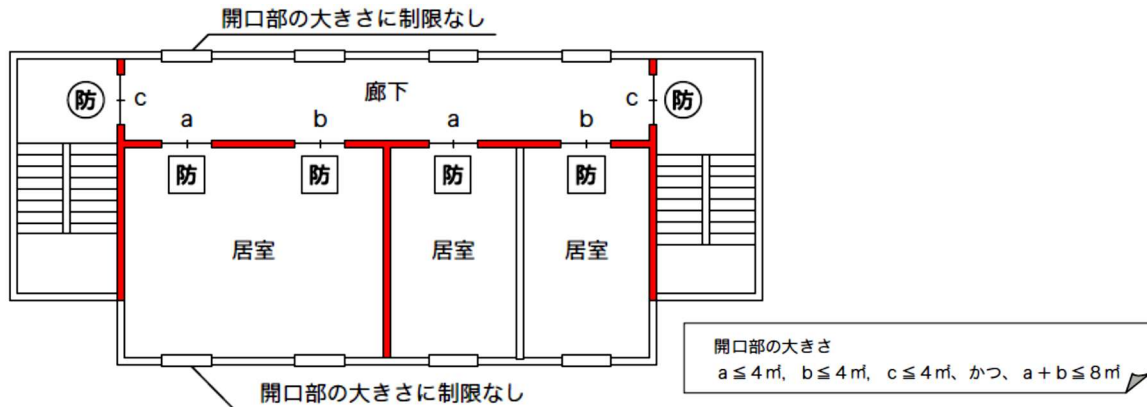 開口部の大きさに制限なし
廊下
防 c
c 防
a
b
a
b
防
防
防
防
居室
居室
居室
開口部の大きさに制限なし
開口部の大きさ
a≦4㎡, b≦4㎡, c≦4㎡、かつ、a+b≦8㎡